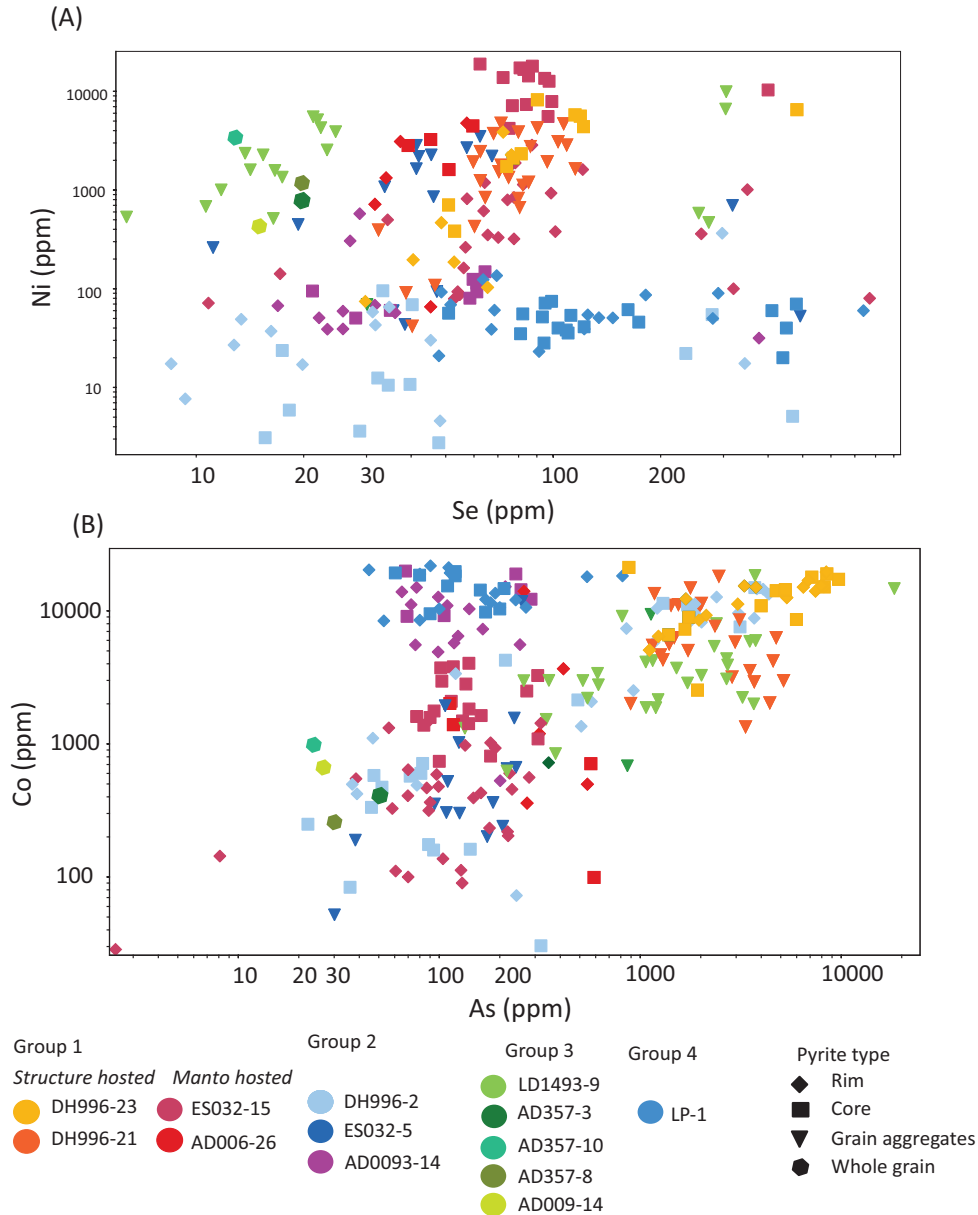 (A)
10000
1000
100
10
Ni (ppm)
10 20 30 40 100 200
Se (ppm)
(B)
10000
1000
100
Co (ppm)
10 20 30 100 200 1000 10000
As (ppm)
Group 1
Structure hosted Manto hosted
DH996-23
DH996-21
ES032-15
AD006-26
Group 2
DH996-2
ES032-5
AD0093-14
Group 3
LD1493-9
AD357-3
AD357-10
AD357-8
AD009-14
Group 4
LP-1
Pyrite type
Rim
Core
Grain aggregates
Whole grain